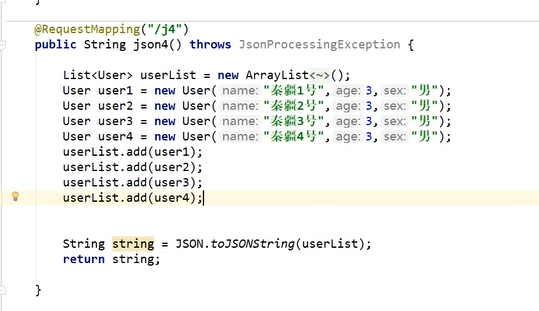 }
@RequestMapping("/j4")
public String json4() throws JsonProcessingException {
List<User> userList = new ArrayList<~>();
User user1 = new User( name: "秦疆1号", age: 3, sex: "男");
User user2 = new User( name: "秦疆2号", age: 3, sex: "男");
User user3 = new User( name: "秦疆3号", age: 3, sex: "男");
User user4 = new User( name: "秦疆4号", age: 3, sex: "男");
userList.add(user1);
userList.add(user2);
userList.add(user3);
userList.add(user4);
String string = JSON.toJSONString(userList);
return string;
}